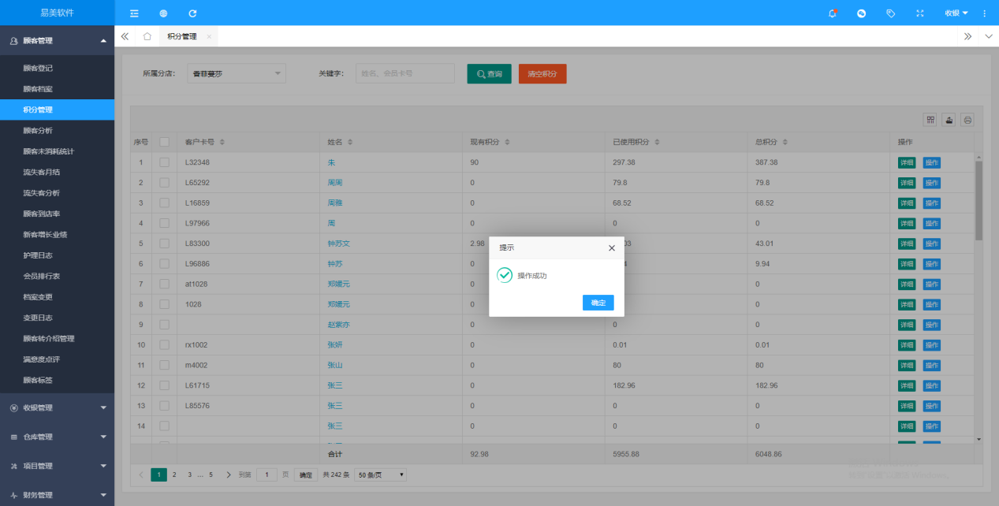 易美软件
收银
顾客管理
积分管理
顾客登记
顾客档案
积分管理
顾客分析
顾客未消耗统计
流失客月结
流失客分析
顾客到店率
新客增长业绩
护理日志
会员排行表
档案变更
变更日志
顾客转介绍管理
满意度点评
顾客标签
收银管理
仓库管理
项目管理
财务管理
所属分店: 香菲蔓莎 关键字: 姓名、会员卡号 查询 清空积分
序号 客户卡号 姓名 现有积分 已使用积分 总积分 操作
1 L32348 朱 90 297.38 387.38 详细 操作
2 L65292 周周 0 79.8 79.8 详细 操作
3 L16859 周雅 0 68.52 68.52 详细 操作
4 L97966 周 0 0 0 详细 操作
5 L83300 钟苏文 2.98 03 43.01 详细 操作
6 L96886 钟苏 0 4 9.94 详细 操作
7 at1028 郑媛元 0 0 详细 操作
8 1028 郑媛元 0 0 详细 操作
9 赵紫亦 0 0 0 详细 操作
10 rx1002 张妍 0 0.01 0.01 详细 操作
11 m4002 张山 0 80 80 详细 操作
12 L61715 张三 0 182.96 182.96 详细 操作
13 L85576 张三 0 0 0 详细 操作
14 张三 0 0 0 详细 操作
合计 92.98 5955.88 6048.86
1 2 3 ... 5 到第 1 页 确定 共 242 条 50 条/页
提示
操作成功
确定